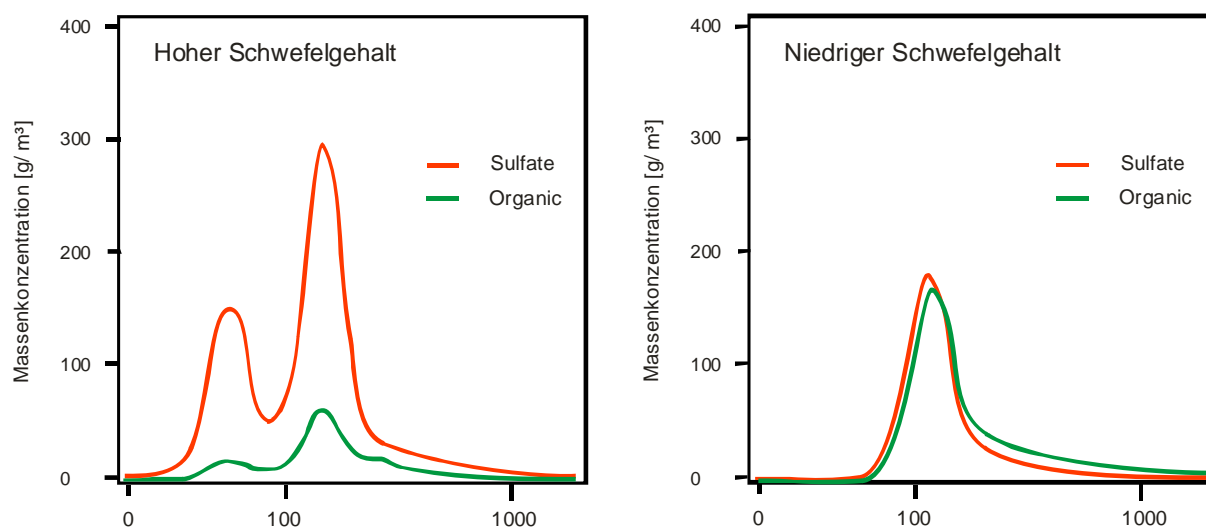 400
Hoher Schwefelgehalt
300
Sulfate
Organic
200
100
0
0 100 1000
Massenkonzentration [g/ m³]
400
Niedriger Schwefelgehalt
300
Sulfate
Organic
200
100
0
0 100 1000
Massenkonzentration [g/ m³]